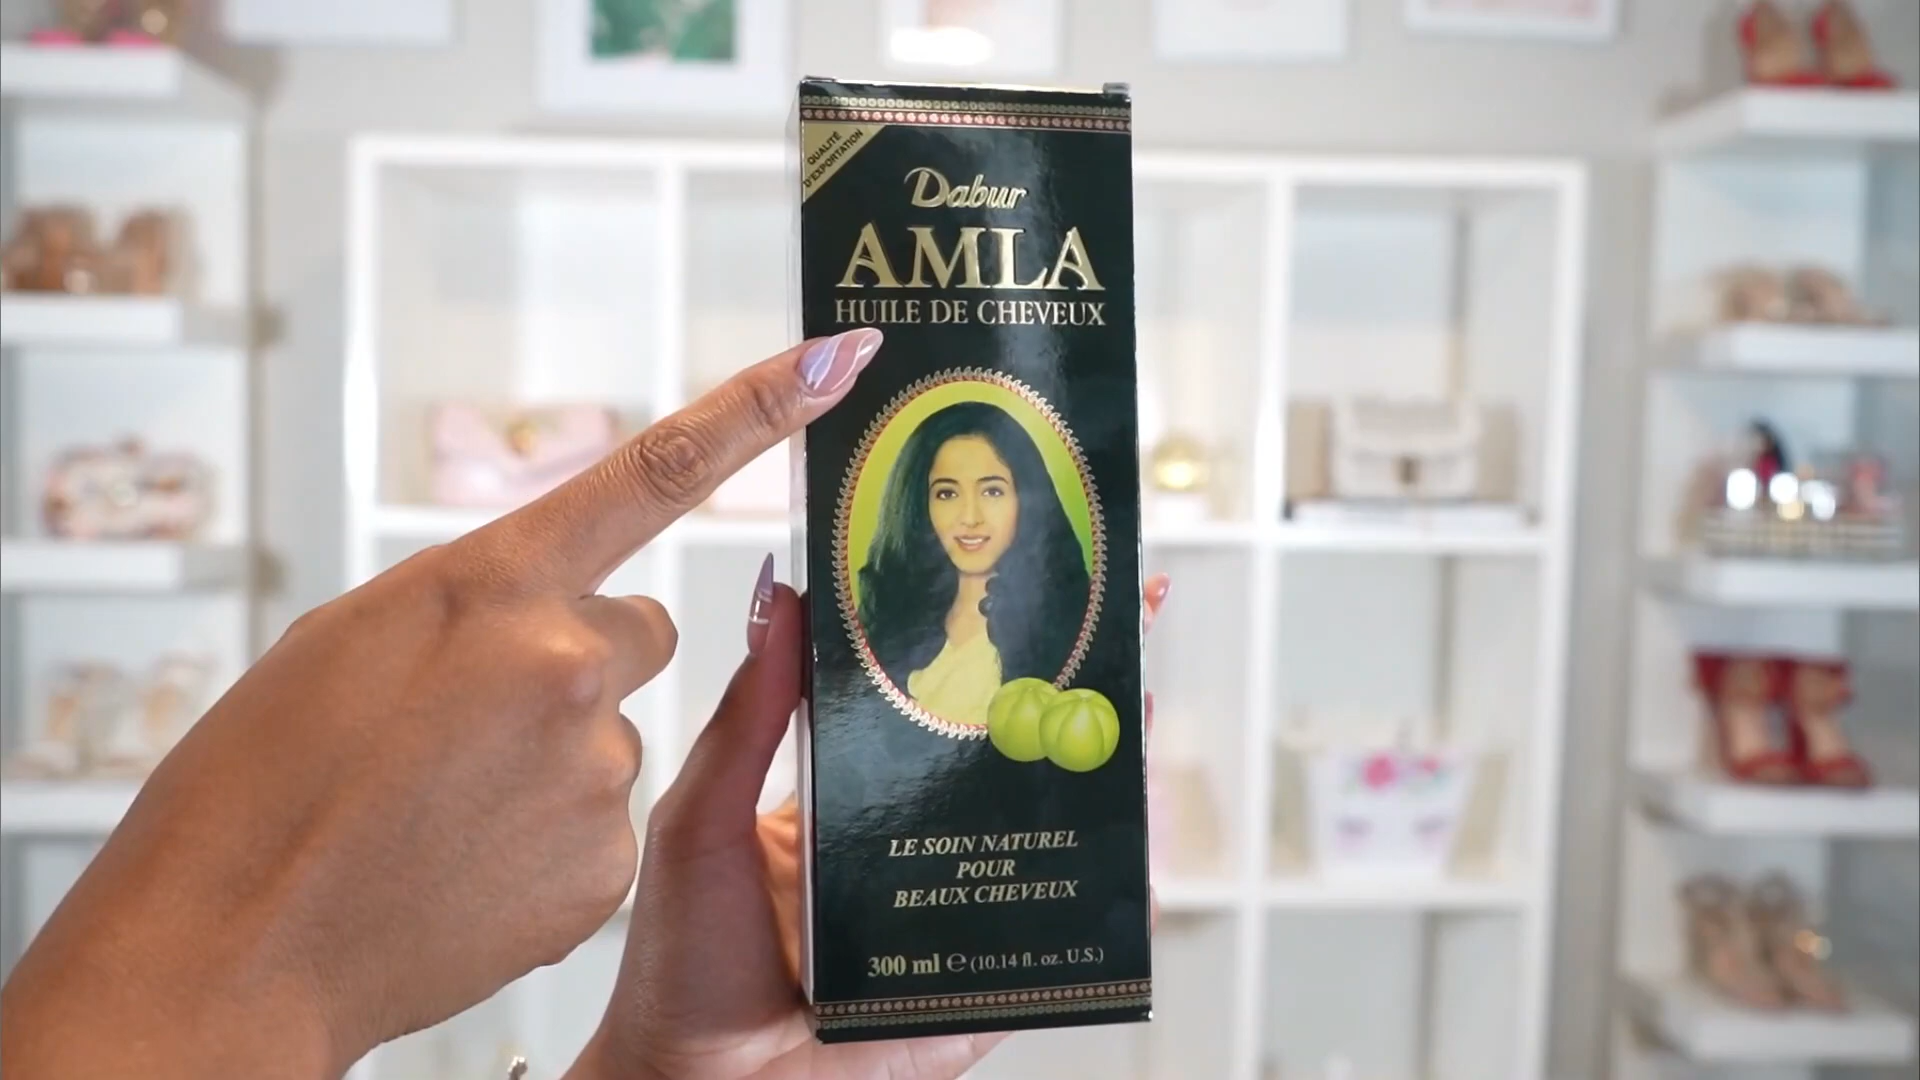 QUALITÉ
D'EXPORTATION
Dabur
AMLA
HUILE DE CHEVEUX
LE SOIN NATUREL
POUR
BEAUX CHEVEUX
300 ml ℮ (10.14 fl. oz. U.S.)